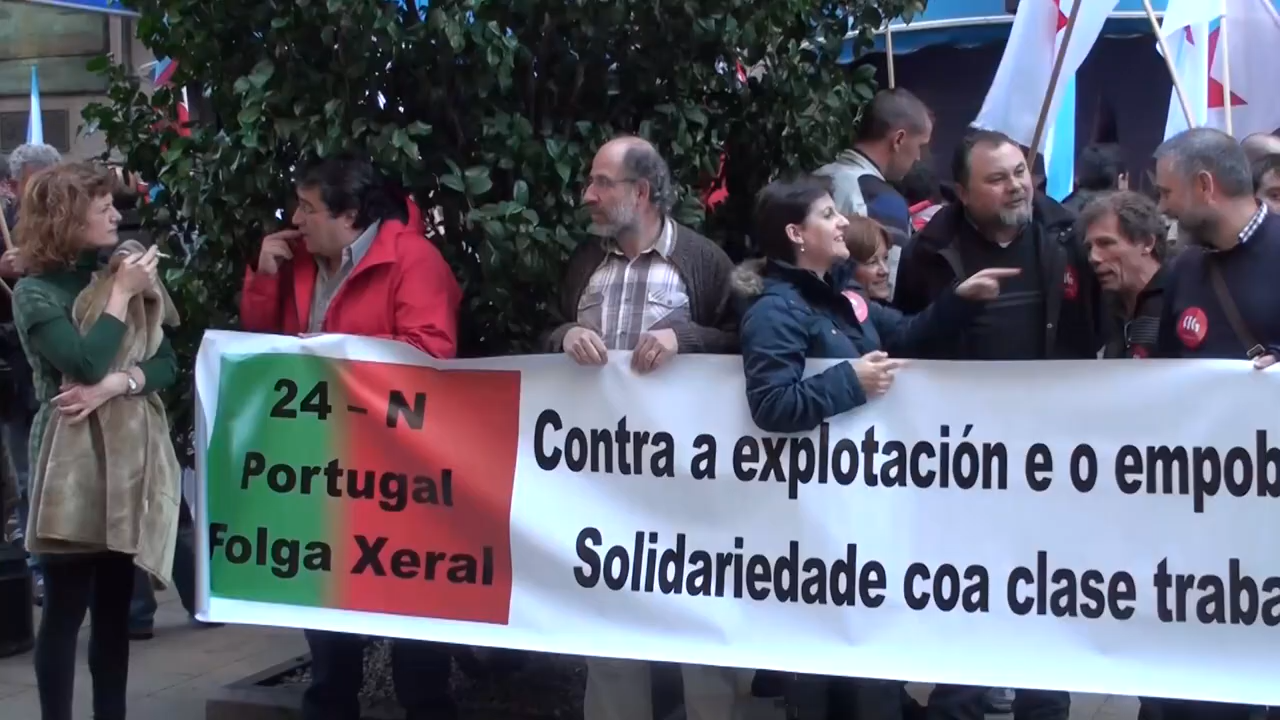 24 - N
Portugal
Folga Xeral
Contra a explotación e o empob
Solidariedade coa clase traba